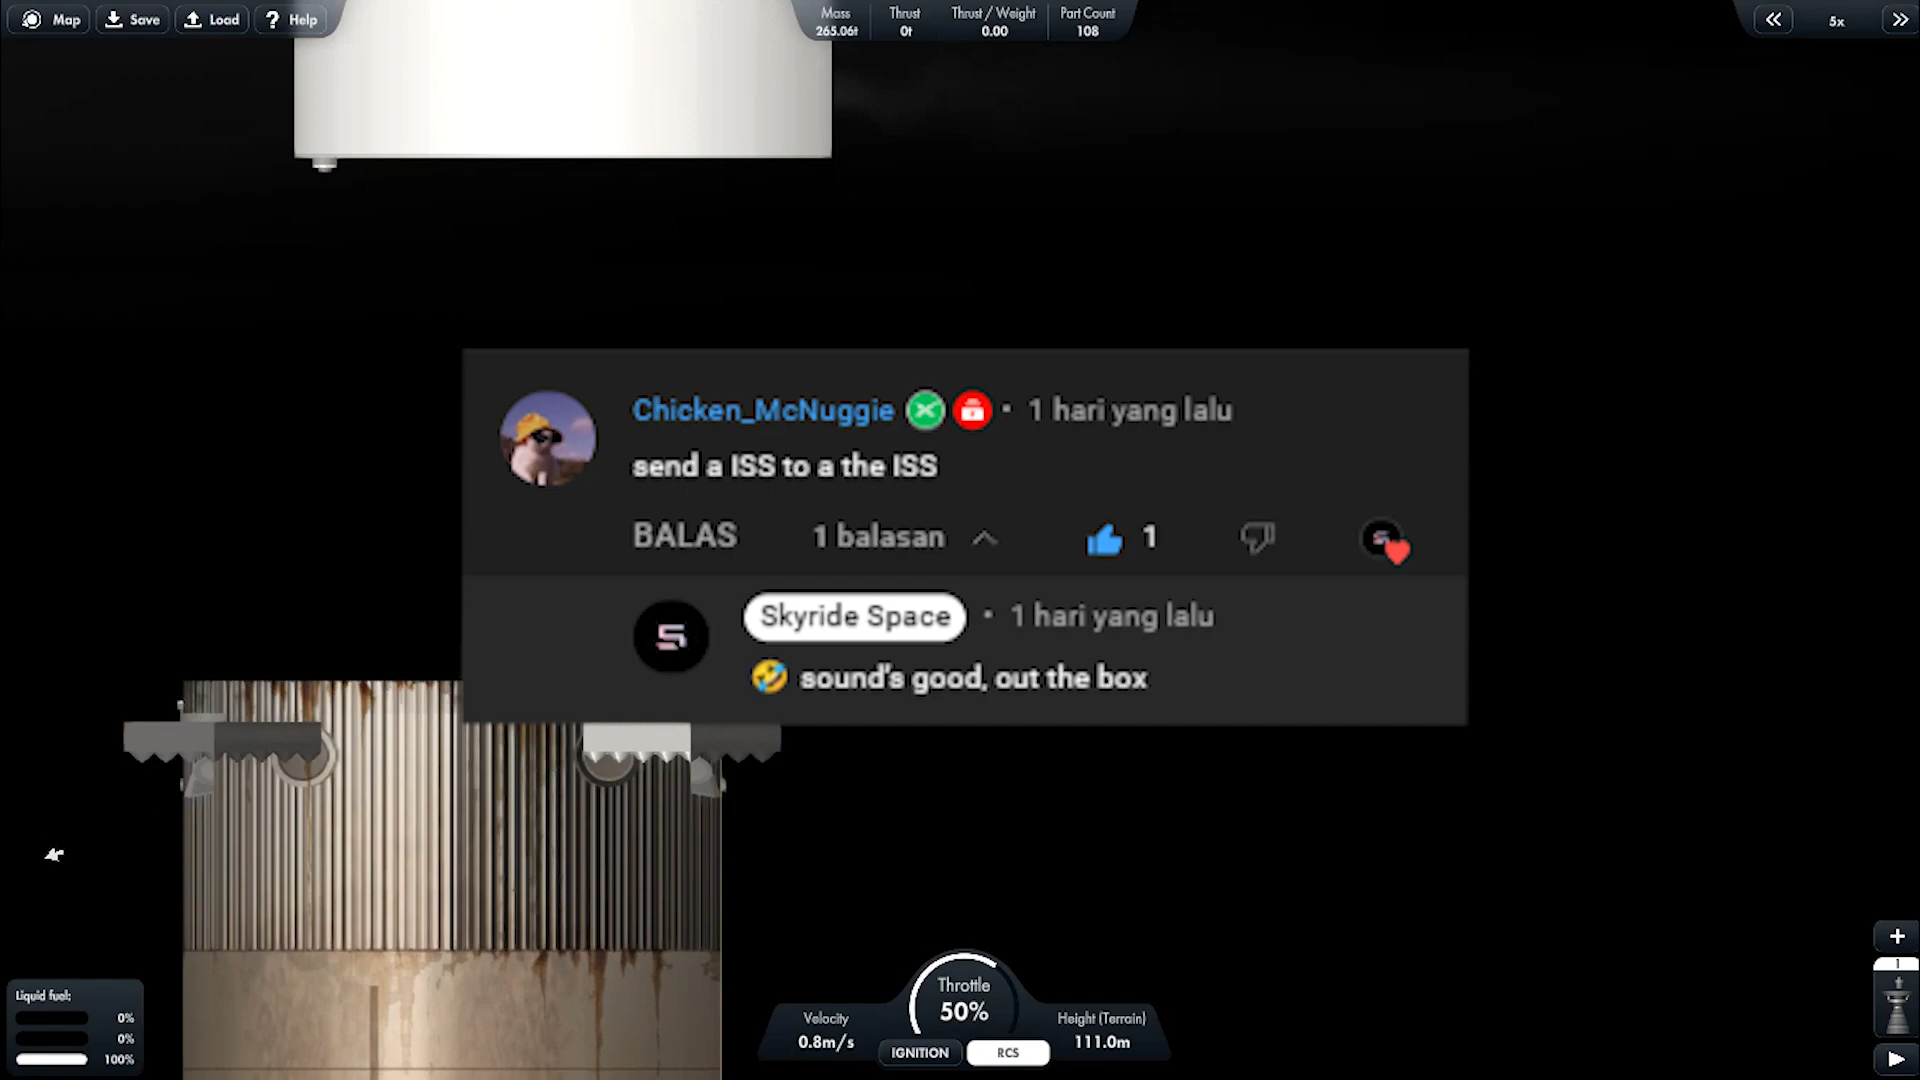 Map
Save
Load
? Help
Mass
265.06t
Thrust
0t
Thrust / Weight
0.00
Part Count
108
5x
Chicken_McNuggie • 1 hari yang lalu
send a ISS to a the ISS
BALAS 1 balasan 1
S
S Skyride Space • 1 hari yang lalu
🤣 sound's good, out the box
Liquid fuel:
0%
0%
100%
Throttle
50%
Velocity
0.8m/s
Height (Terrain)
111.0m
IGNITION RCS
+
1